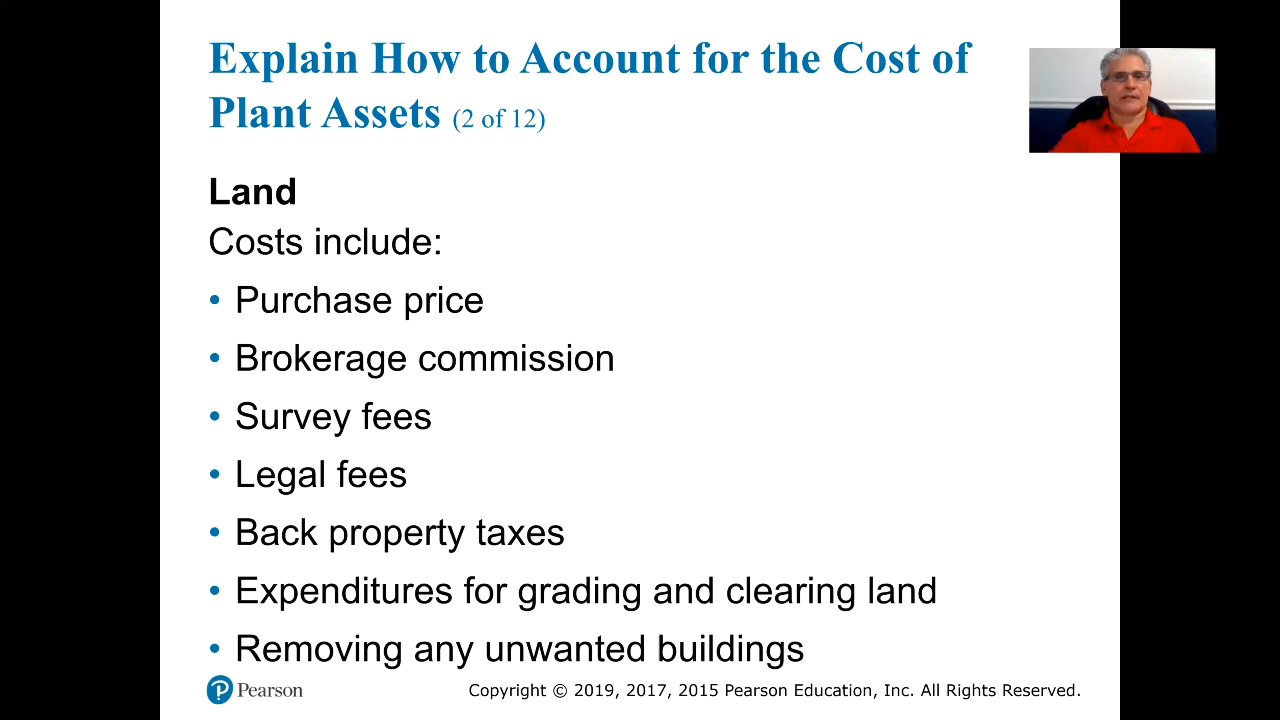 Explain How to Account for the Cost of
Plant Assets (2 of 12)
Land
Costs include:
• Purchase price
• Brokerage commission
• Survey fees
• Legal fees
• Back property taxes
• Expenditures for grading and clearing land
• Removing any unwanted buildings
Pearson
Copyright © 2019, 2017, 2015 Pearson Education, Inc. All Rights Reserved.